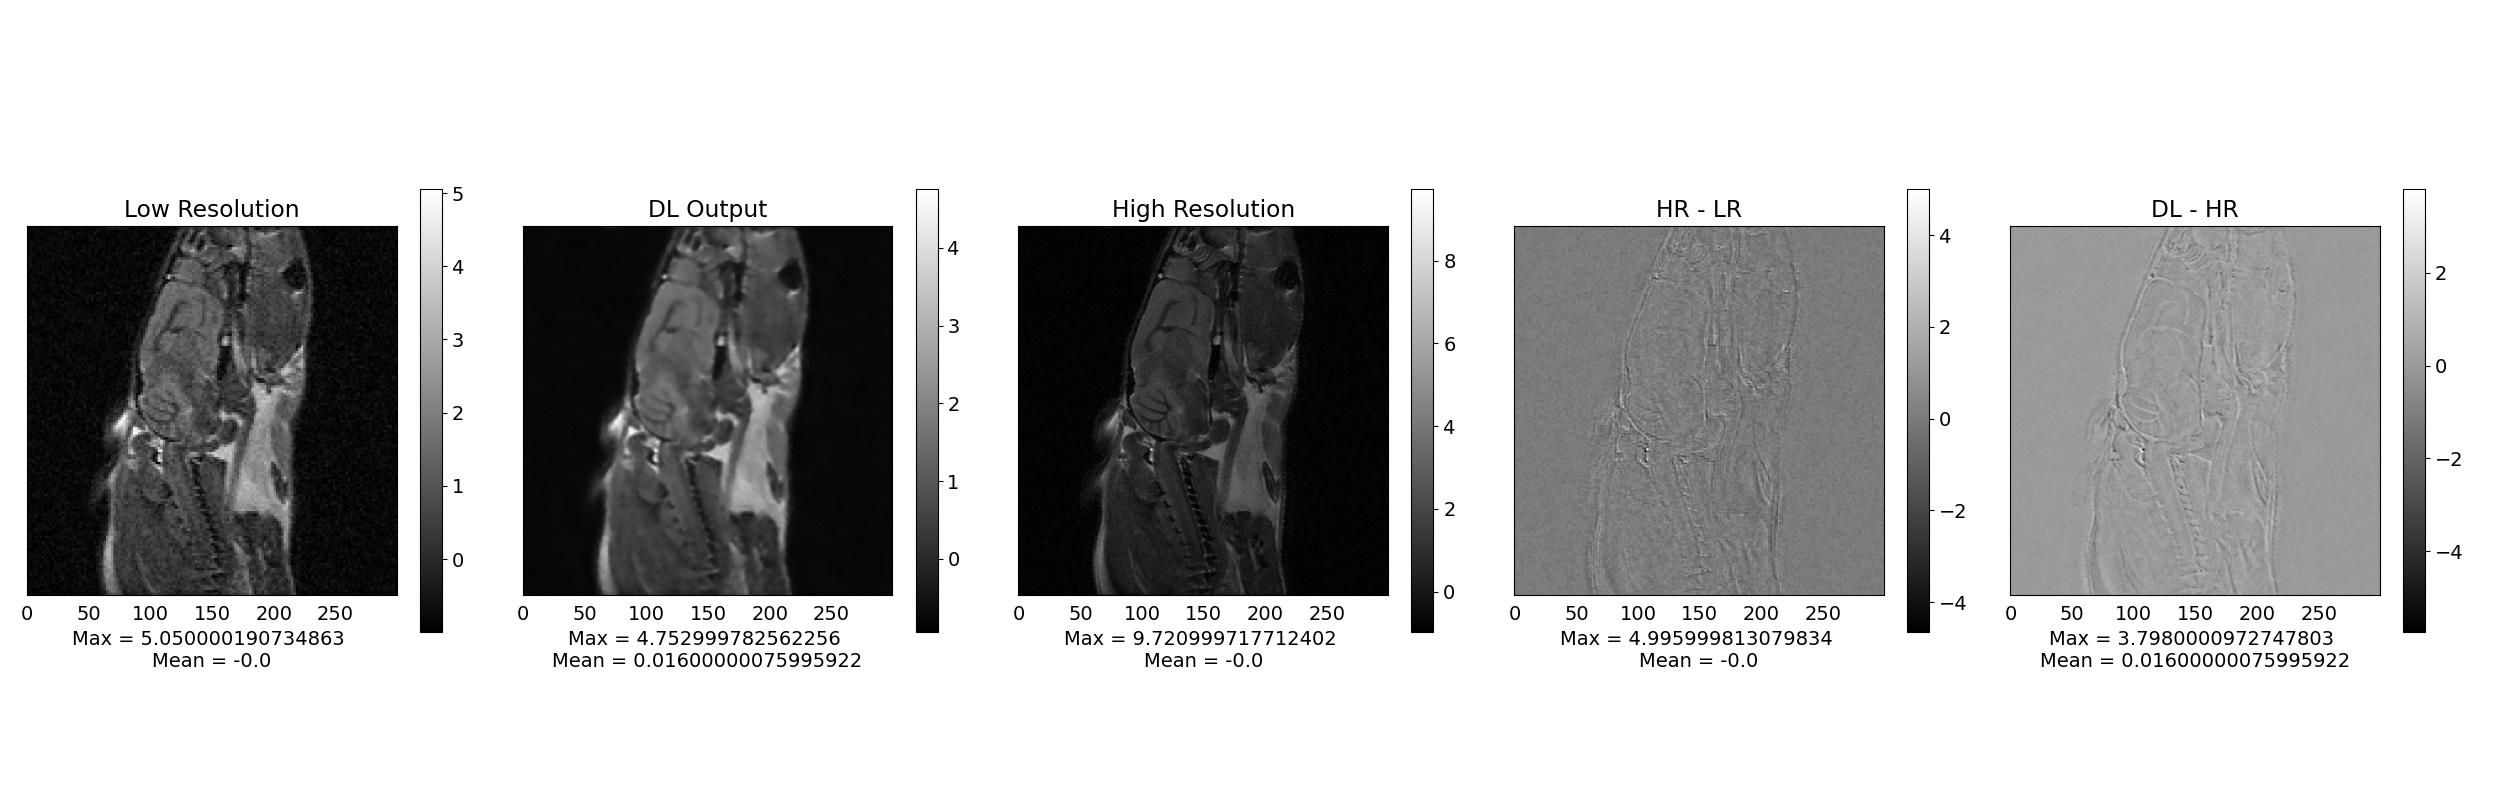 Low Resolution
5
4
3
2
1
0
0 50 100 150 200 250
Max = 5.050000190734863
Mean = -0.0
DL Output
4
3
2
1
0
0 50 100 150 200 250
Max = 4.752999782562256
Mean = 0.01600000075995922
High Resolution
8
6
4
2
0
0 50 100 150 200 250
Max = 9.720999717712402
Mean = -0.0
HR - LR
4
2
0
−2
−4
0 50 100 150 200 250
Max = 4.995999813079834
Mean = -0.0
DL - HR
2
0
−2
−4
0 50 100 150 200 250
Max = 3.7980000972747803
Mean = 0.01600000075995922